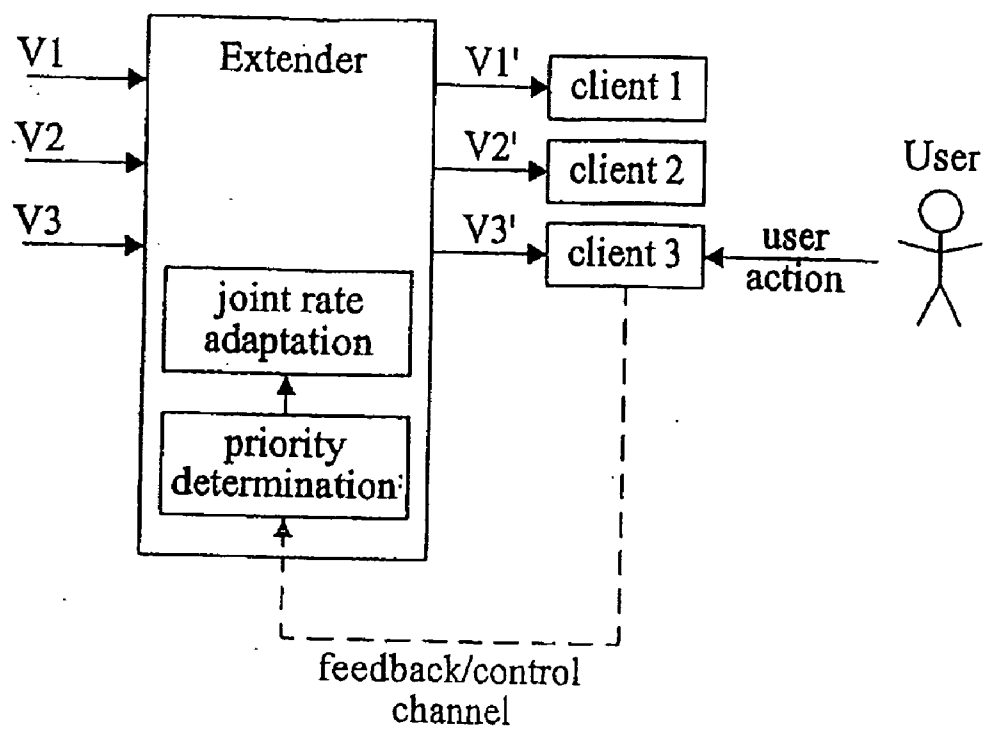 V1
Extender
V1'
client 1
V2
V2'
client 2
User
V3
V3'
client 3
user
action
joint rate
adaptation
priority
determination
feedback/control
channel